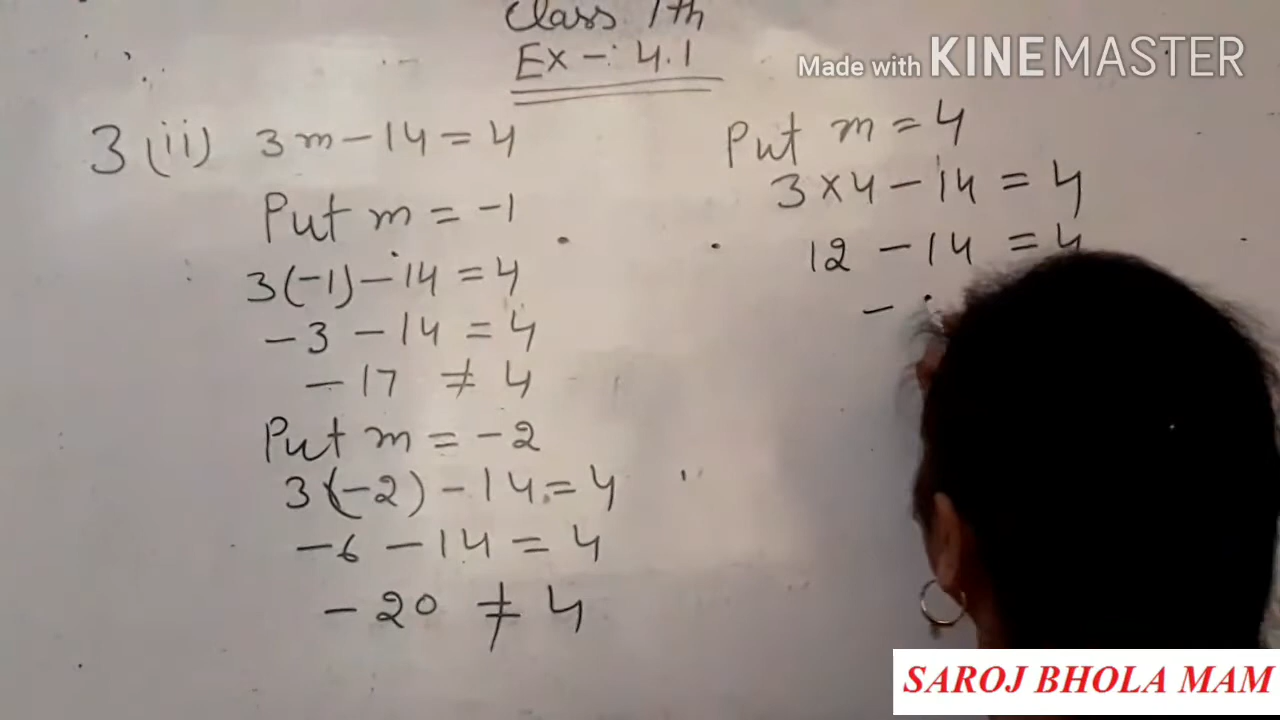 Class 7th
Ex - 4.1
Made with KINEMASTER
3 (ii) 3m - 14 = 4
Put m = -1
3(-1) - 14 = 4
-3 - 14 = 4
-17 ≠ 4
Put m = -2
3(-2) - 14 = 4
-6 - 14 = 4
-20 ≠ 4
Put m = 4
3 × 4 - 14 = 4
12 - 14 = 4
-
SAROJ BHOLA MAM